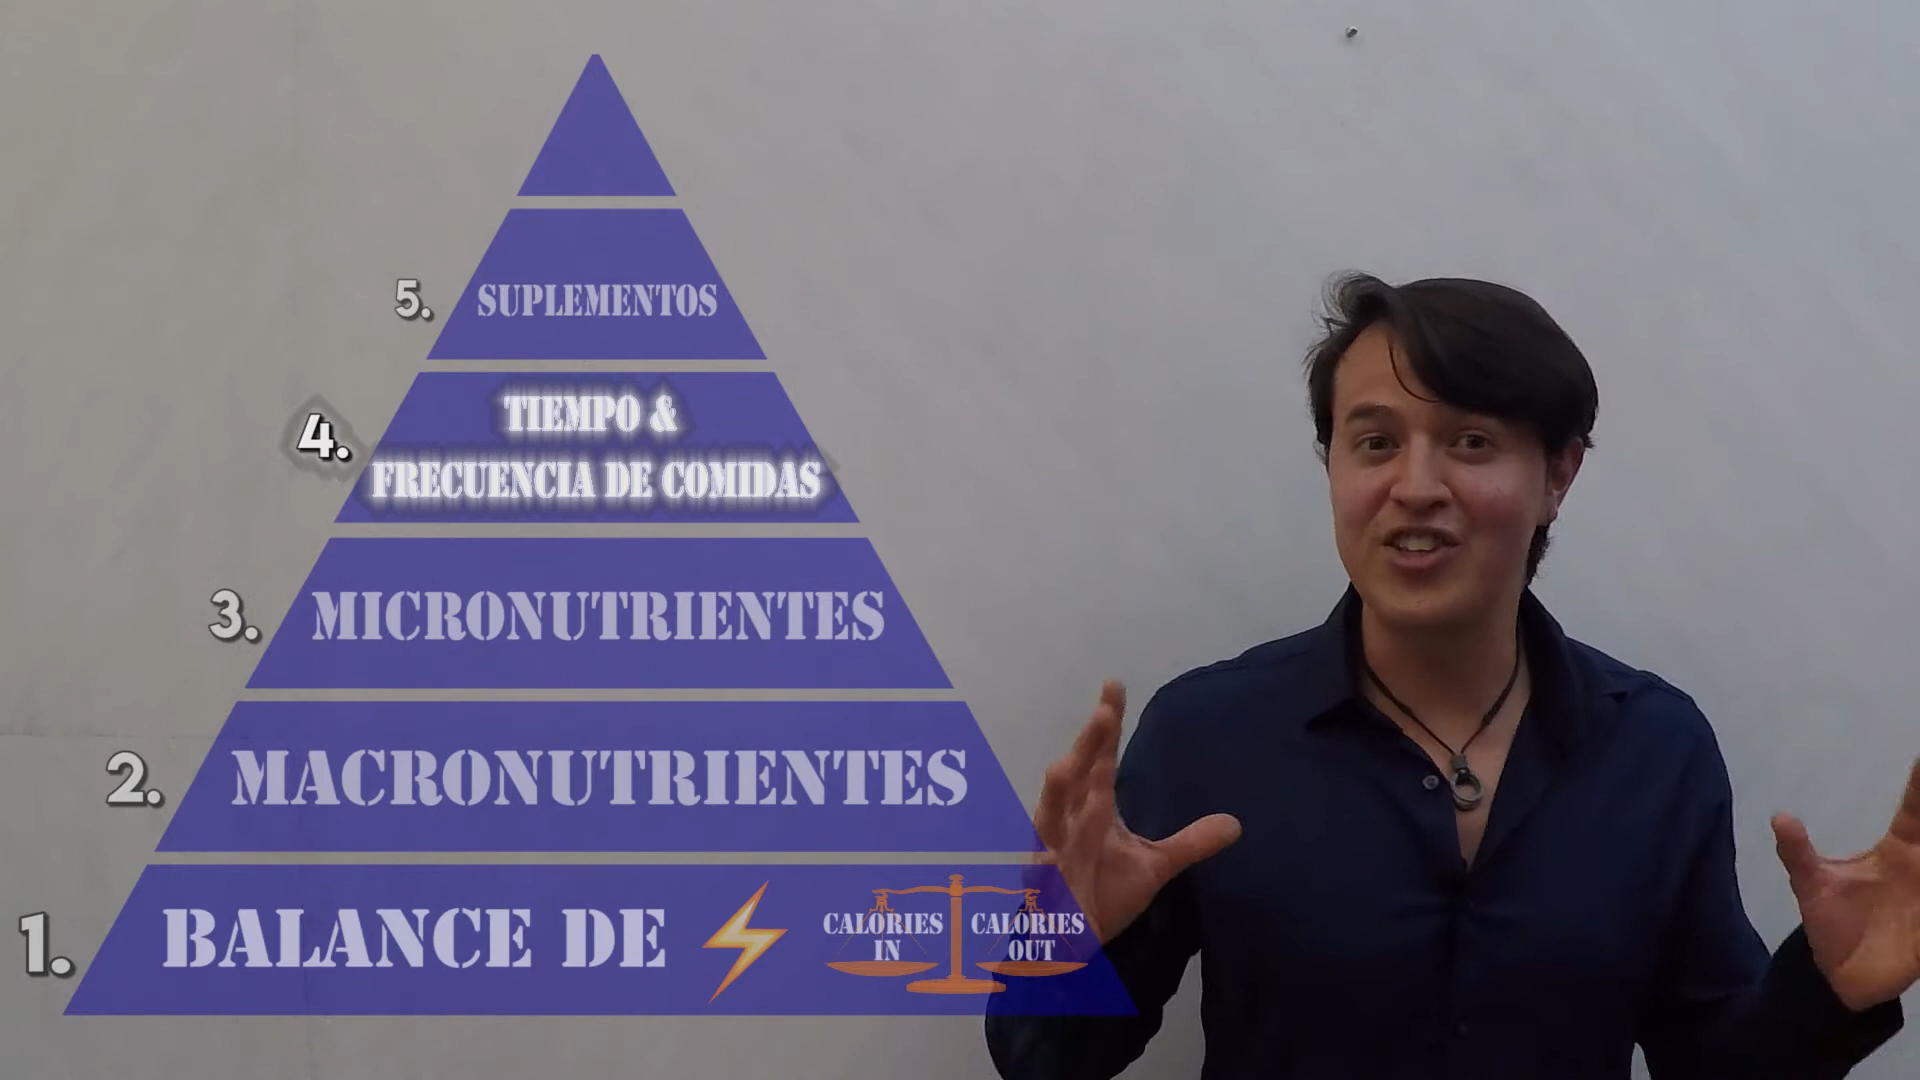 5. SUPLEMENTOS
4. TIEMPO &
FRECUENCIA DE COMIDAS
3. MICRONUTRIENTES
2. MACRONUTRIENTES
1. BALANCE DE
CALORIES IN
CALORIES OUT